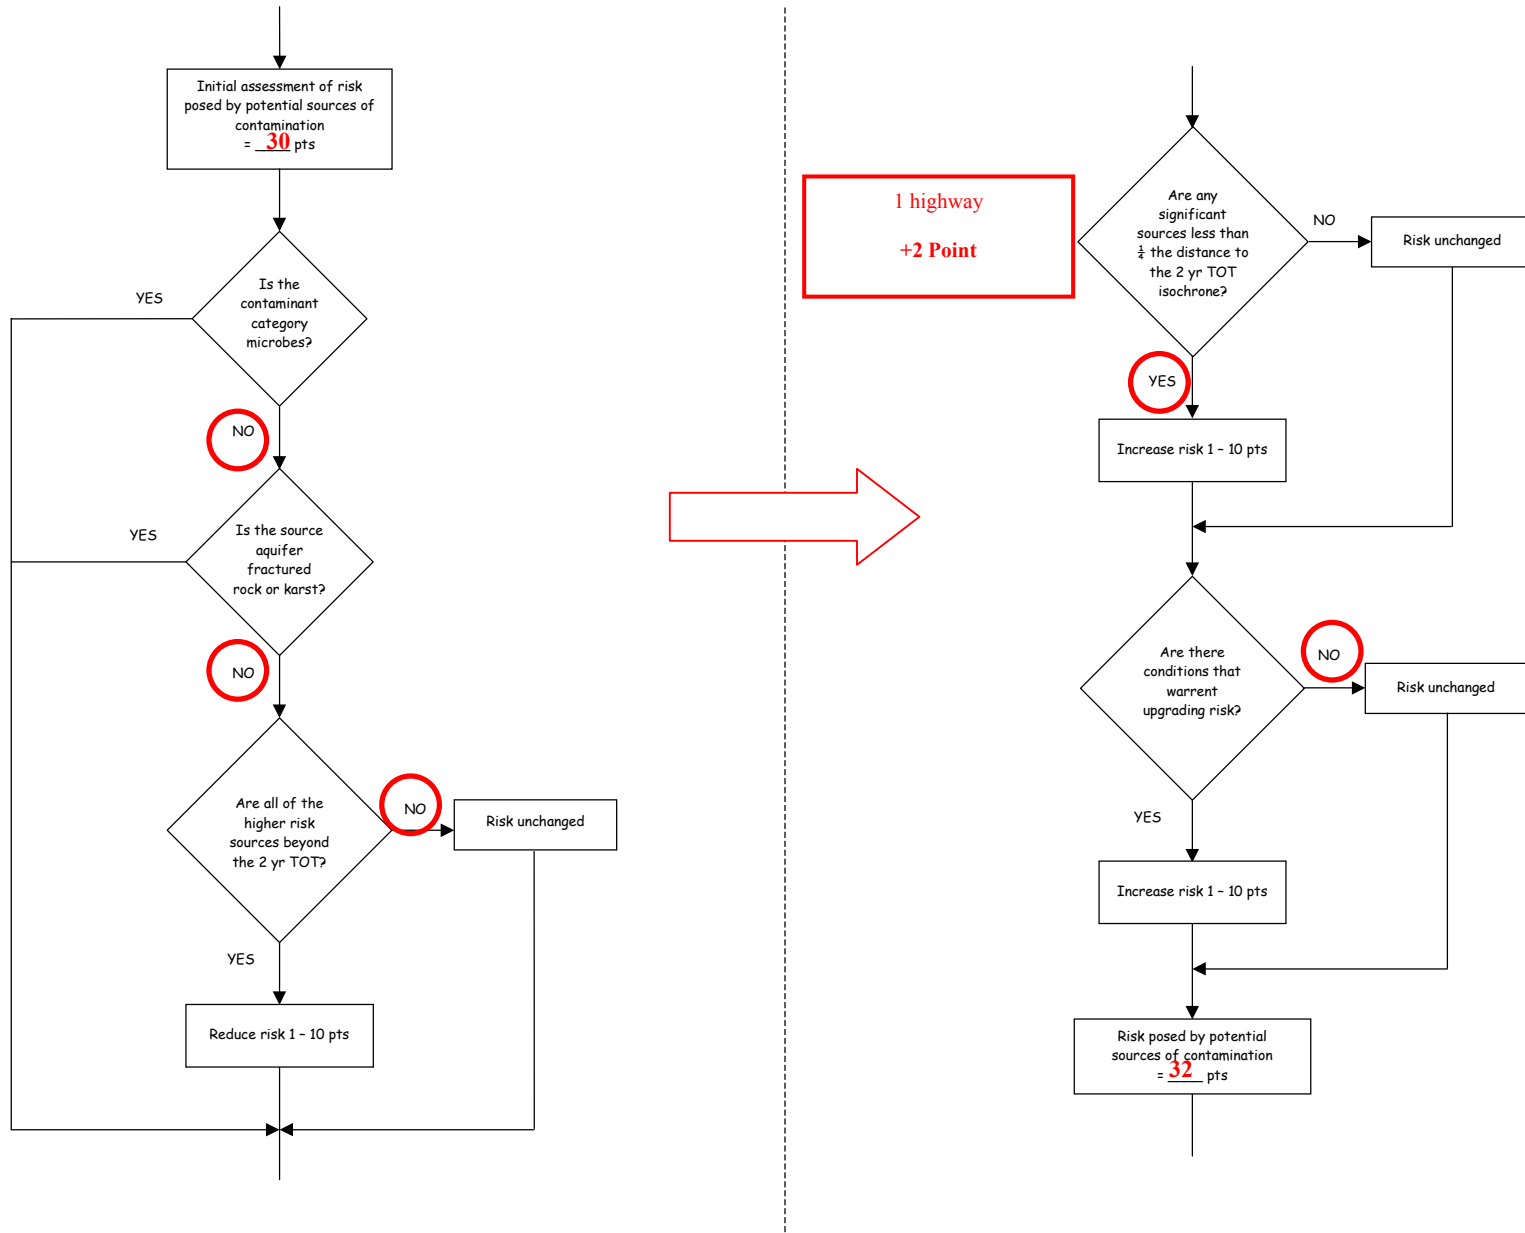 Initial assessment of risk
posed by potential sources of
contamination
= 30 pts
Is the
contaminant
category
microbes?
YES
NO
Is the source
aquifer
fractured
rock or karst?
YES
NO
Are all of the
higher risk
sources beyond
the 2 yr TOT?
NO
Risk unchanged
YES
Reduce risk 1 – 10 pts
1 highway
+2 Point
Are any
significant
sources less than
¼ the distance to
the 2 yr TOT
isochrone?
NO
Risk unchanged
YES
Increase risk 1 – 10 pts
Are there
conditions that
warrent
upgrading risk?
NO
Risk unchanged
YES
Increase risk 1 – 10 pts
Risk posed by potential
sources of contamination
= 32 pts